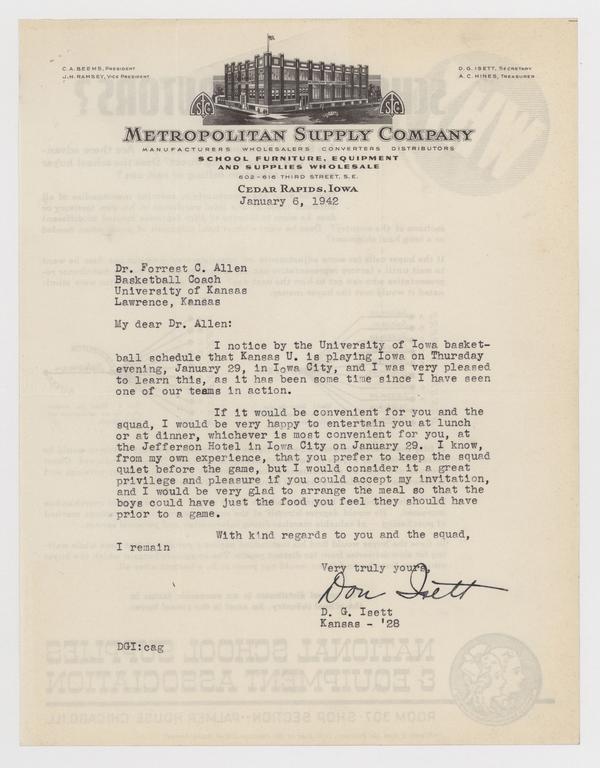 C. A. BEEMS, PRESIDENT
J. N. RAMSEY, VICE PRESIDENT
D. G. ISETT, SECRETARY
A. C. HINES, TREASURER
METROPOLITAN SUPPLY COMPANY
MANUFACTURERS WHOLESALERS CONVERTERS DISTRIBUTORS
SCHOOL FURNITURE, EQUIPMENT
AND SUPPLIES WHOLESALE
602-616 THIRD STREET, S.E.
CEDAR RAPIDS, IOWA
January 6, 1942
Dr. Forrest C. Allen
Basketball Coach
University of Kansas
Lawrence, Kansas
My dear Dr. Allen:
I notice by the University of Iowa basket-
ball schedule that Kansas U. is playing Iowa on Thursday
evening, January 29, in Iowa City, and I was very pleased
to learn this, as it has been some time since I have seen
one of our teams in action.
If it would be convenient for you and the
squad, I would be very happy to entertain you at lunch
or at dinner, whichever is most convenient for you, at
the Jefferson Hotel in Iowa City on January 29. I know,
from my own experience, that you prefer to keep the squad
quiet before the game, but I would consider it a great
privilege and pleasure if you could accept my invitation,
and I would be very glad to arrange the meal so that the
boys could have just the food you feel they should have
prior to a game.
With kind regards to you and the squad,
I remain
Very truly yours,
Don Isett
D. G. Isett
Kansas - '28
DGI:cag
NATIONAL SCHOOL SUPPLIES
& EQUIPMENT ASSOCIATION
ROOM 307 · SHOP SECTION · PALMER HOUSE CHICAGO, ILL.